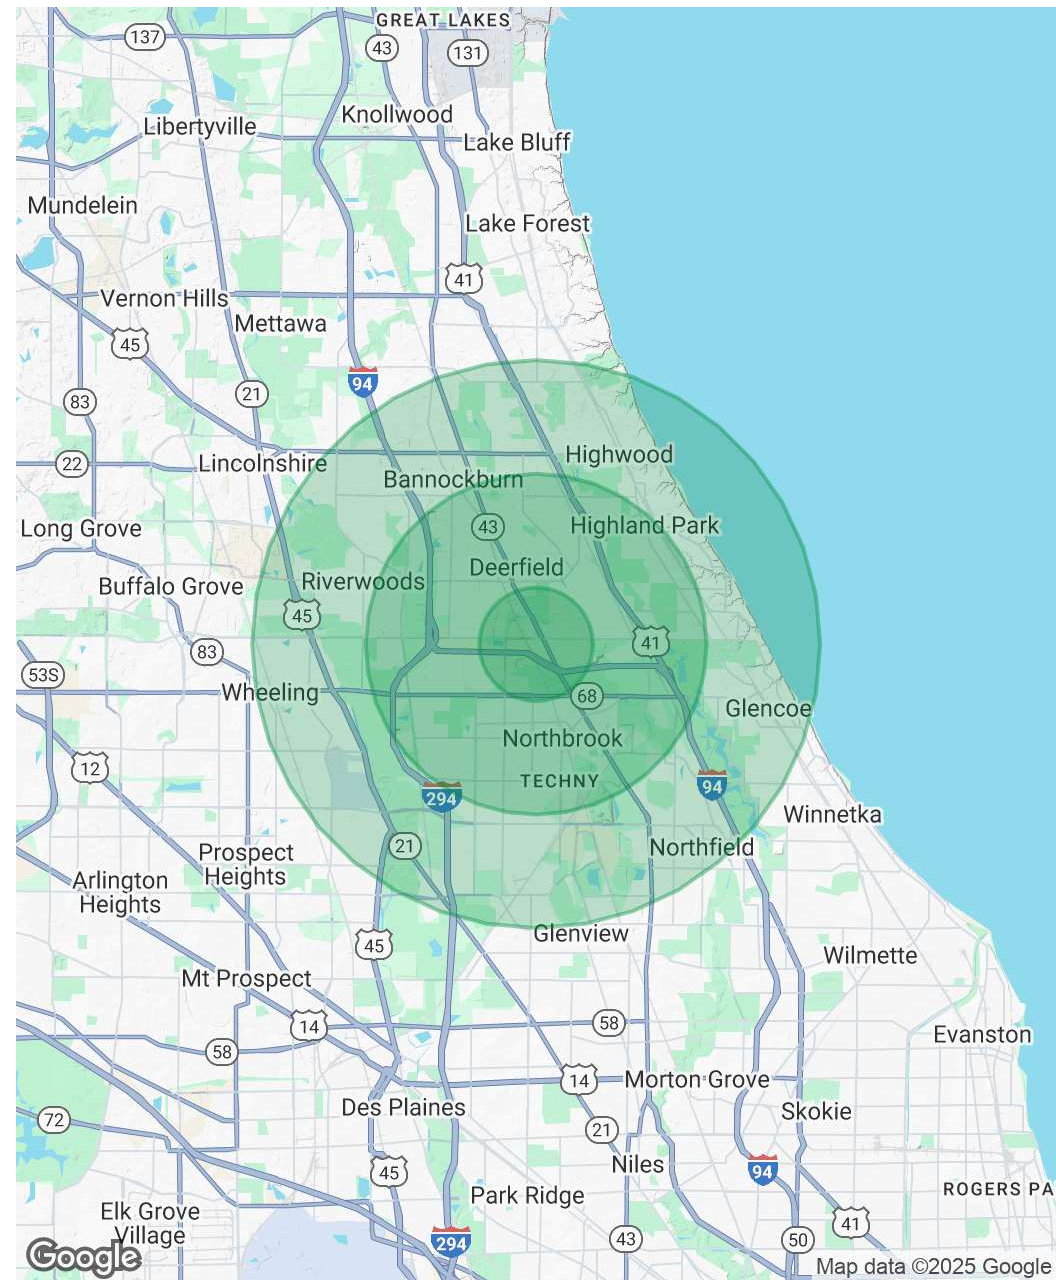 GREAT LAKES
137
43
131
Knollwood
Libertyville
Lake Bluff
Mundelein
Lake Forest
41
Vernon Hills
Mettawa
45
94
21
83
Highwood
22
Lincolnshire
Bannockburn
43
Highland Park
Long Grove
Deerfield
Riverwoods
Buffalo Grove
45
41
83
53S
Wheeling
68
Glencoe
Northbrook
12
TECHNY
94
294
Winnetka
21
Northfield
Prospect
Heights
Arlington
Heights
Glenview
45
Wilmette
Mt Prospect
14
58
58
Evanston
14
Morton Grove
Des Plaines
Skokie
72
21
Niles
45
94
Park Ridge
ROGERS PA
Elk Grove
Village
41
43
50
294
Google
Map data ©2025 Google